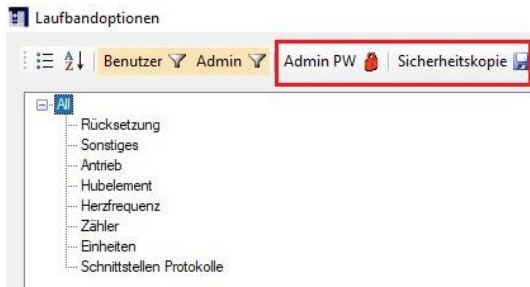 Laufbandoptionen
Benutzer Admin Admin PW Sicherheitskopie
All
Rücksetzung
Sonstiges
Antrieb
Hubelement
Herzfrequenz
Zähler
Einheiten
Schnittstellen Protokolle